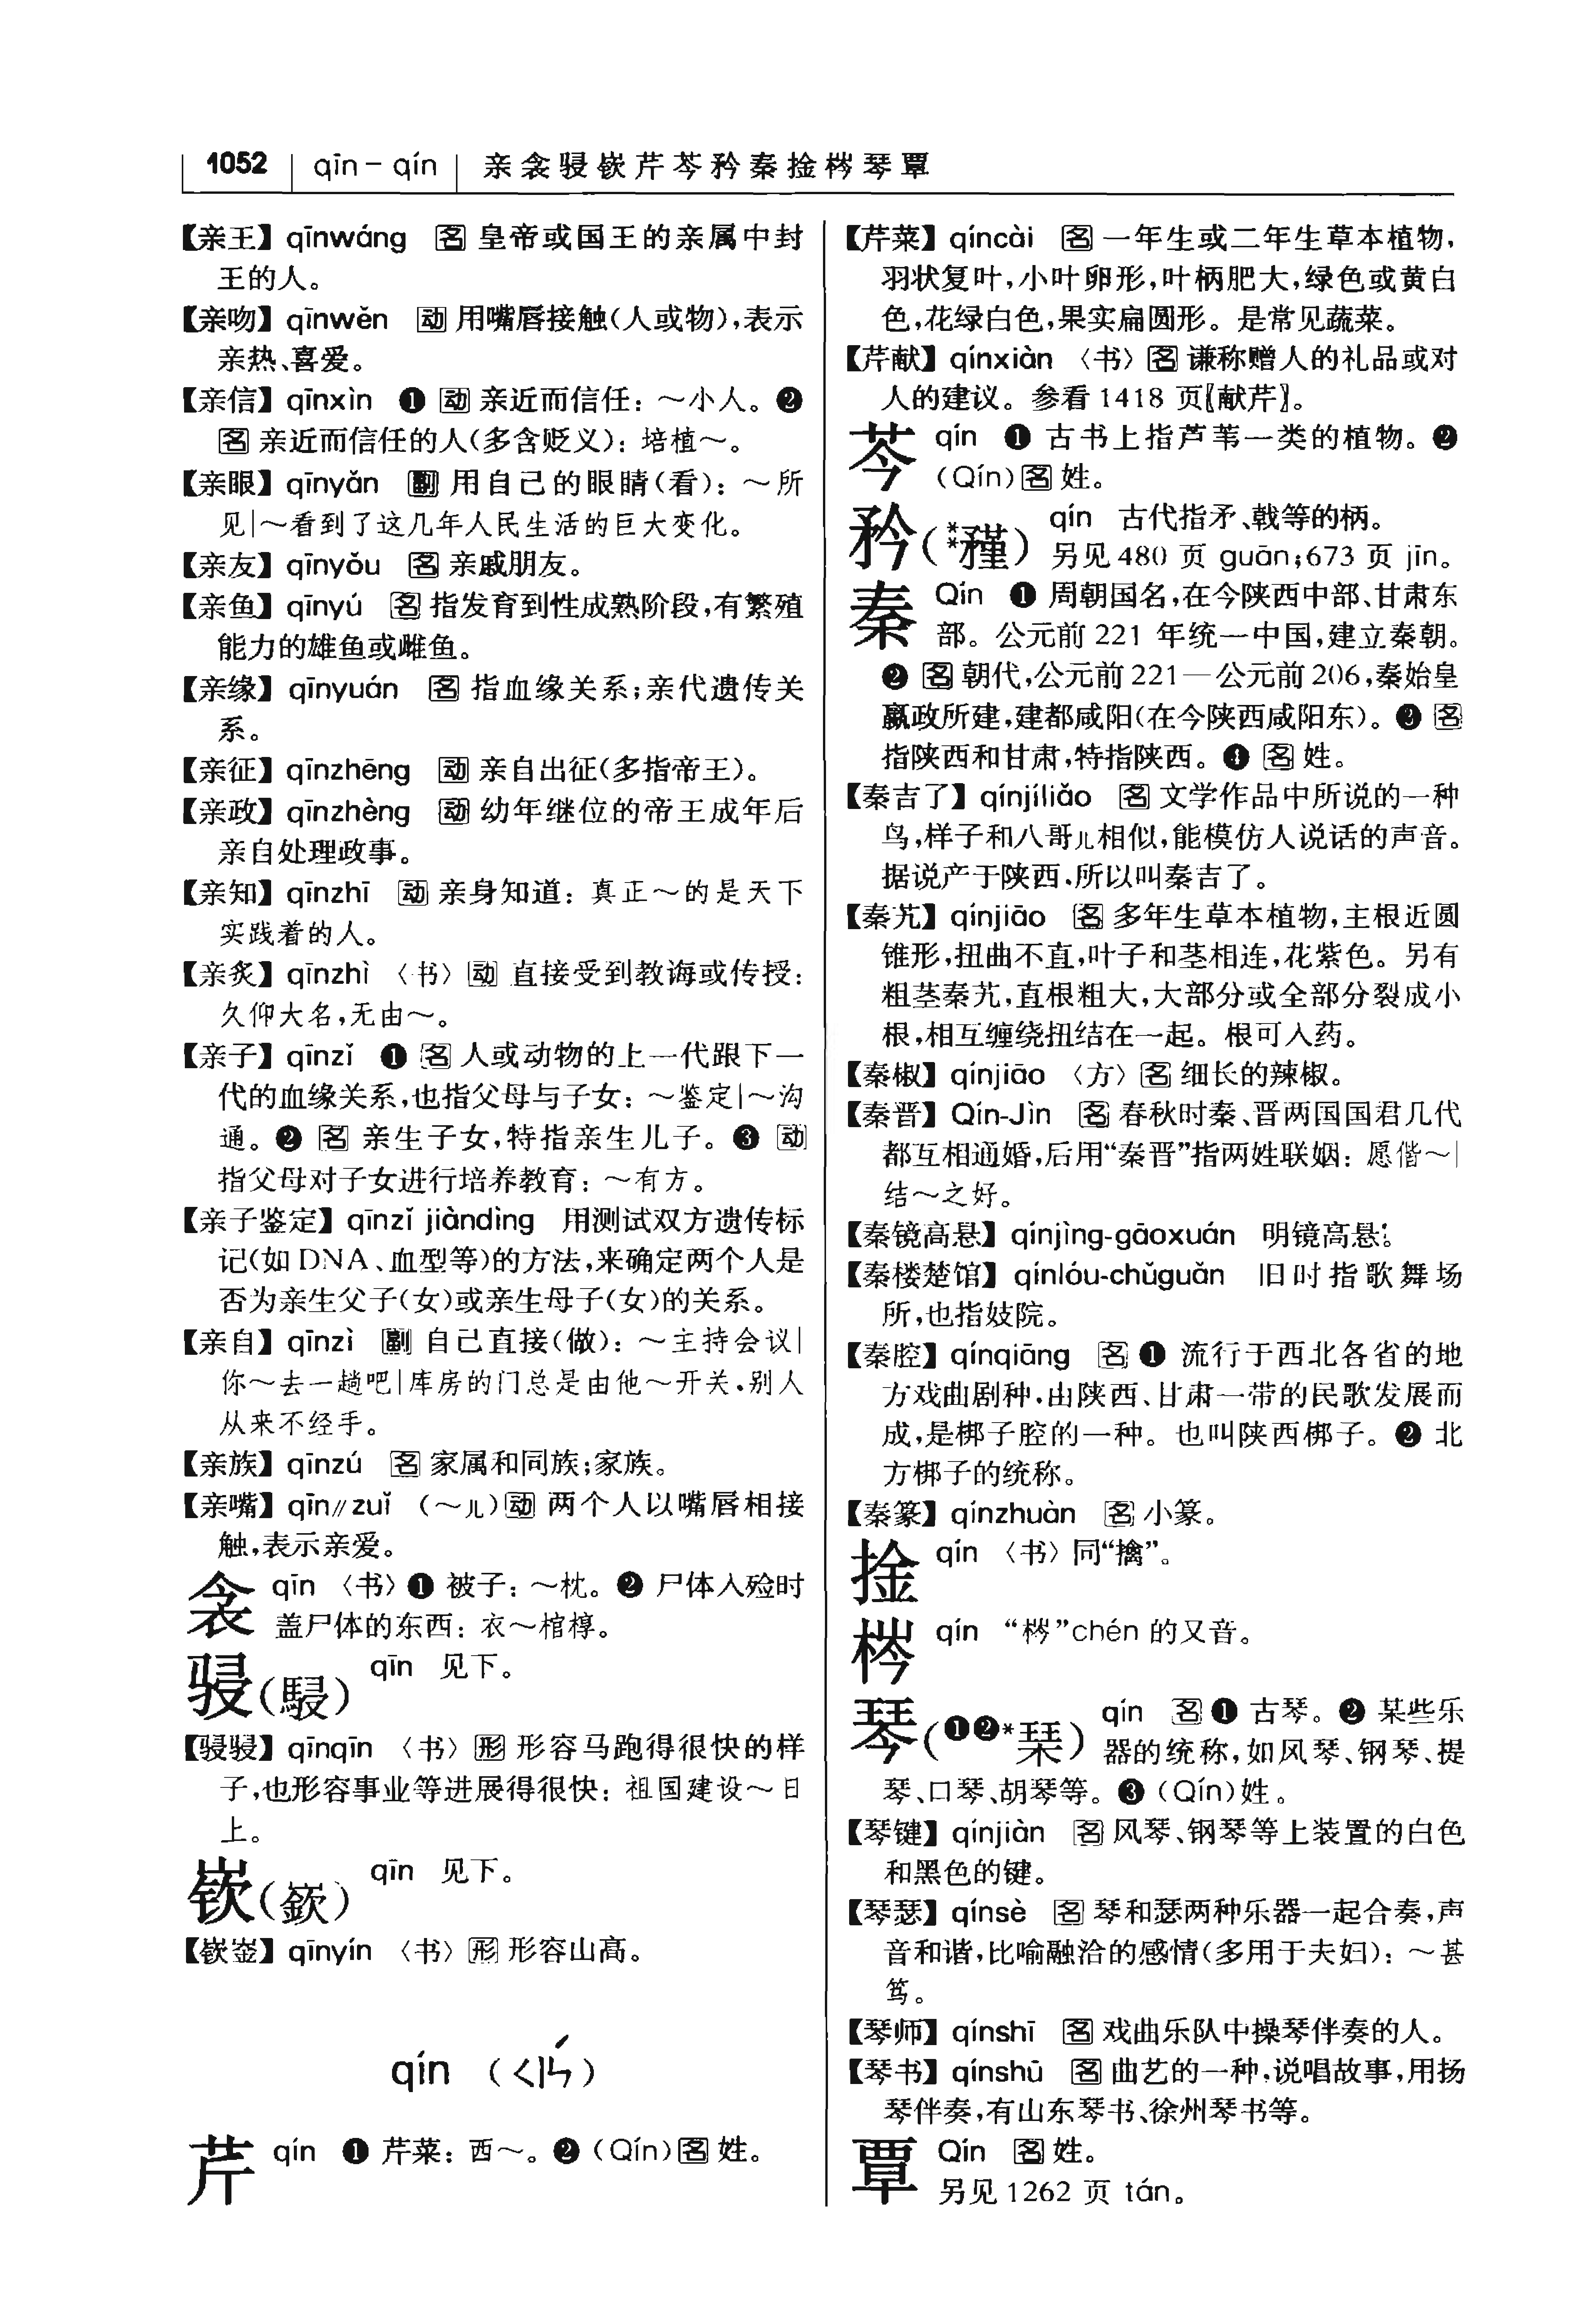 1052 qīn－qín 亲衾骎嵚芹芩矜秦捦梣琴覃
【亲王】qīnwáng 名 皇帝或国王的亲属中封
王的人。
【亲吻】qīnwěn 动 用嘴唇接触(人或物),表示
亲热、喜爱。
【亲信】qīnxìn ❶ 动 亲近而信任：～小人。❷
名 亲近而信任的人(多含贬义)：培植～。
【亲眼】qīnyǎn 副 用自己的眼睛(看)：～所
见|～看到了这几年人民生活的巨大变化。
【亲友】qīnyǒu 名 亲戚朋友。
【亲鱼】qīnyú 名 指发育到性成熟阶段,有繁殖
能力的雄鱼或雌鱼。
【亲缘】qīnyuán 名 指血缘关系;亲代遗传关
系。
【亲征】qīnzhēng 动 亲自出征(多指帝王)。
【亲政】qīnzhèng 动 幼年继位的帝王成年后
亲自处理政事。
【亲知】qīnzhī 动 亲身知道：真正～的是天下
实践着的人。
【亲炙】qīnzhì 〈书〉动 直接受到教诲或传授：
久仰大名,无由～。
【亲子】qīnzǐ ❶ 名 人或动物的上一代跟下一
代的血缘关系,也指父母与子女：～鉴定|～沟
通。❷ 名 亲生子女,特指亲生儿子。❸ 动
指父母对子女进行培养教育：～有方。
【亲子鉴定】qīnzǐ jiàndìng 用测试双方遗传标
记(如DNA、血型等)的方法,来确定两个人是
否为亲生父子(女)或亲生母子(女)的关系。
【亲自】qīnzì 副 自己直接(做)：～主持会议|
你～去一趟吧|库房的门总是由他～开关,别人
从来不经手。
【亲族】qīnzú 名 家属和同族;家族。
【亲嘴】qīn∥zuǐ (～儿)动 两个人以嘴唇相接
触,表示亲爱。
衾 qīn 〈书〉❶ 被子：～枕。❷ 尸体入殓时
盖尸体的东西：衣～棺椁。
骎(駸) qīn 见下。
【骎骎】qīnqīn 〈书〉形 形容马跑得很快的样
子,也形容事业等进展得很快：祖国建设～日
上。
嵚(嶔) qīn 见下。
【嵚崟】qīnyín 〈书〉形 形容山高。
qín (ㄑㄧㄣˊ)
芹 qín ❶ 芹菜：西～。❷ (Qín)名 姓。
【芹菜】qíncài 名 一年生或二年生草本植物,
羽状复叶,小叶卵形,叶柄肥大,绿色或黄白
色,花绿白色,果实扁圆形。是常见蔬菜。
【芹献】qínxiàn 〈书〉名 谦称赠人的礼品或对
人的建议。参看1418 页〖献芹〗。
芩 qín ❶ 古书上指芦苇一类的植物。❷
(Qín)名 姓。
矜(**矝) qín 古代指矛、戟等的柄。
另见480 页 guān;673 页 jīn。
秦 Qín ❶ 周朝国名,在今陕西中部、甘肃东
部。公元前221 年统一中国,建立秦朝。
❷ 名 朝代,公元前221—公元前206,秦始皇
嬴政所建,建都咸阳(在今陕西咸阳东)。❸ 名
指陕西和甘肃,特指陕西。❹ 名 姓。
【秦吉了】qínjíliǎo 名 文学作品中所说的一种
鸟,样子和八哥儿相似,能模仿人说话的声音。
据说产于陕西,所以叫秦吉了。
【秦艽】qínjiāo 名 多年生草本植物,主根近圆
锥形,扭曲不直,叶子和茎相连,花紫色。另有
粗茎秦艽,直根粗大,大部分或全部分裂成小
根,相互缠绕扭结在一起。根可入药。
【秦椒】qínjiāo 〈方〉名 细长的辣椒。
【秦晋】Qín-Jìn 名 春秋时秦、晋两国国君几代
都互相通婚,后用“秦晋”指两姓联姻：愿偕～|
结～之好。
【秦镜高悬】qínjìng-gāoxuán 明镜高悬。
【秦楼楚馆】qínlóu-chǔguǎn 旧时指歌舞场
所,也指妓院。
【秦腔】qínqiāng 名 ❶ 流行于西北各省的地
方戏曲剧种,由陕西、甘肃一带的民歌发展而
成,是梆子腔的一种。也叫陕西梆子。❷ 北
方梆子的统称。
【秦篆】qínzhuàn 名 小篆。
捦 qín 〈书〉同“擒”。
梣 qín “梣”chén 的又音。
琴(❶❷*栞) qín 名 ❶ 古琴。❷ 某些乐
器的统称,如风琴、钢琴、提
琴、口琴、胡琴等。❸ (Qín)姓。
【琴键】qínjiàn 名 风琴、钢琴等上装置的白色
和黑色的键。
【琴瑟】qínsè 名 琴和瑟两种乐器一起合奏,声
音和谐,比喻融洽的感情(多用于夫妇)：～甚
笃。
【琴师】qínshī 名 戏曲乐队中操琴伴奏的人。
【琴书】qínshū 名 曲艺的一种,说唱故事,用扬
琴伴奏,有山东琴书、徐州琴书等。
覃 Qín 名 姓。
另见1262 页 tán。